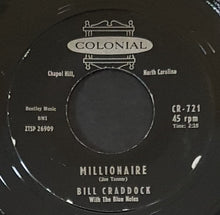 COLONIAL
Chapel Hill, North Carolina
Bentley Music
BMI
ZTSP 26909
CR-721
45 rpm
Time: 2:25
MILLIONAIRE
(Joe Tanner)
BILL CRADDOCK
With The Blue Notes